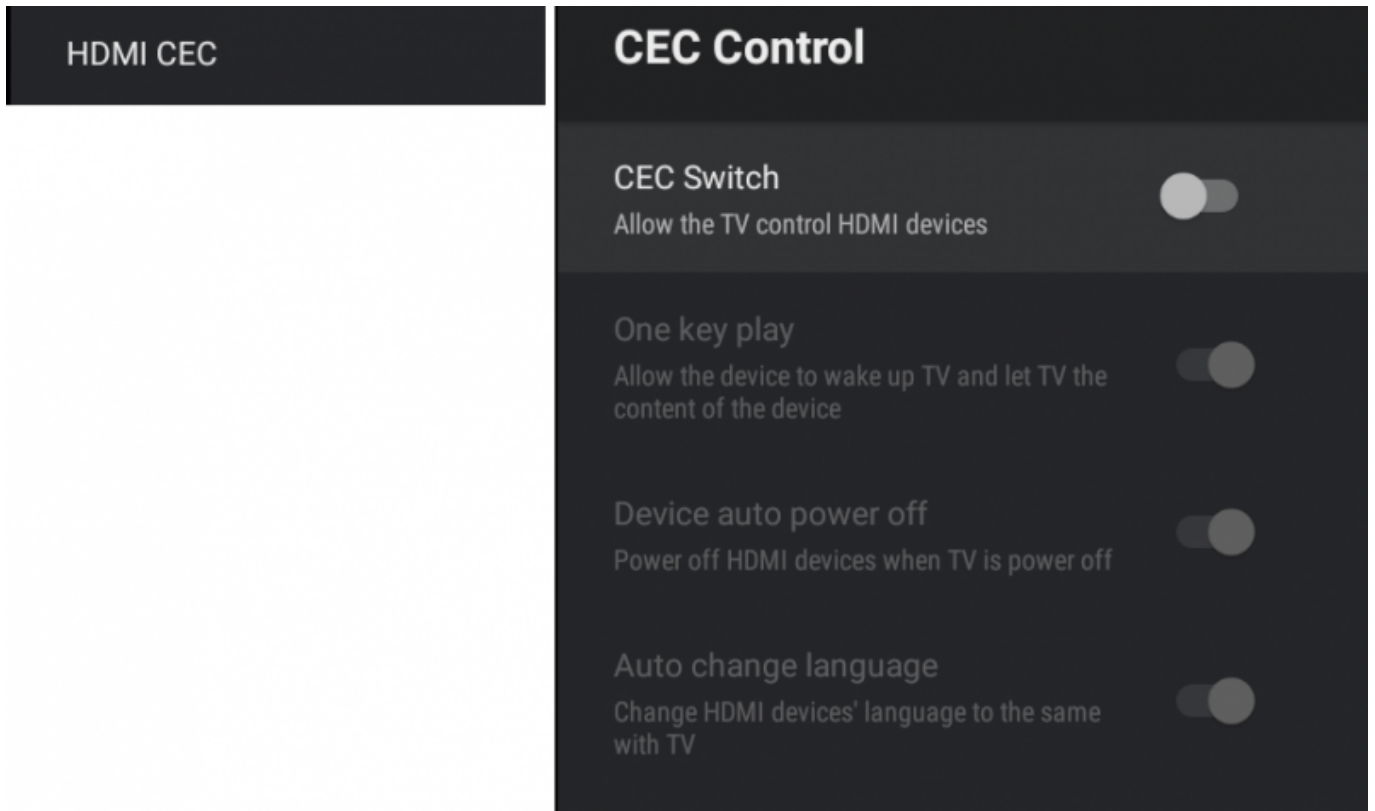 HDMI CEC
CEC Control
CEC Switch
Allow the TV control HDMI devices
One key play
Allow the device to wake up TV and let TV the
content of the device
Device auto power off
Power off HDMI devices when TV is power off
Auto change language
Change HDMI devices' language to the same
with TV